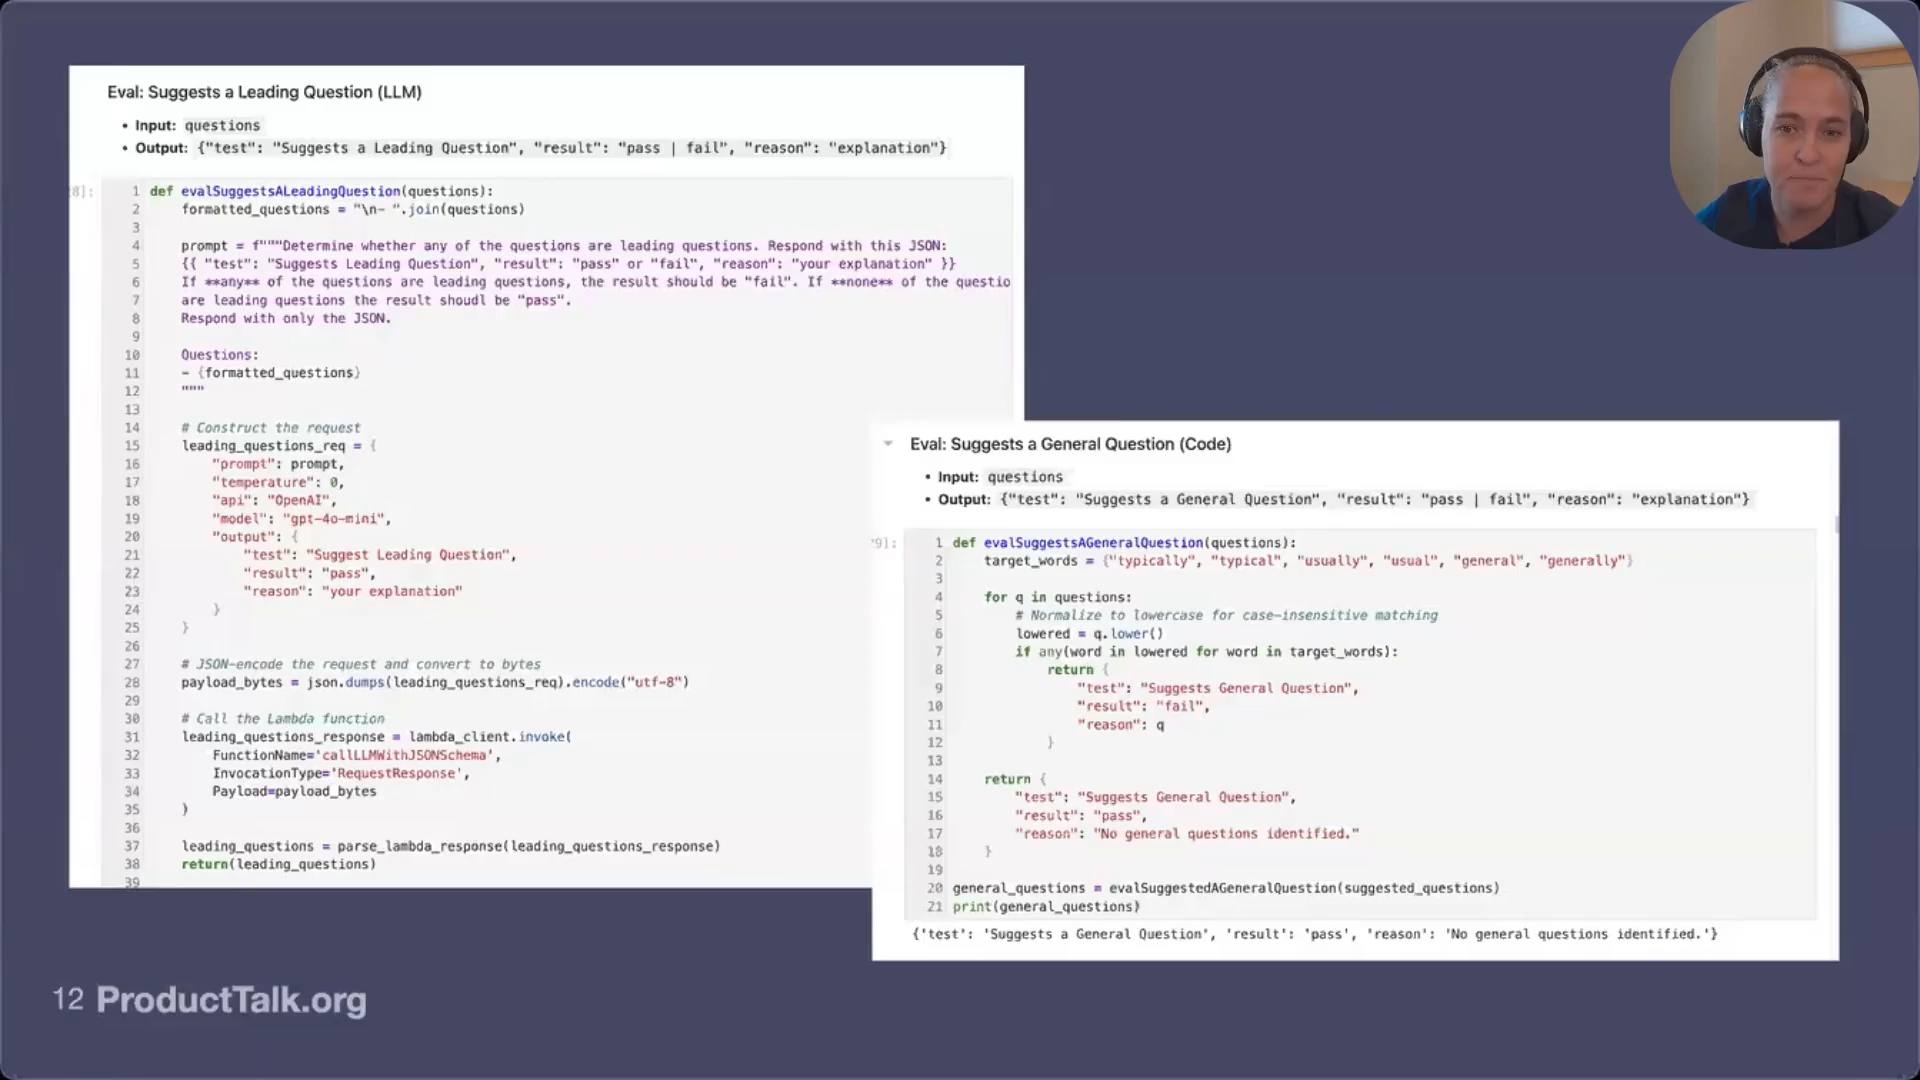 Eval: Suggests a Leading Question (LLM)
• Input: questions
• Output: {"test": "Suggests a Leading Question", "result": "pass | fail", "reason": "explanation"}
8]:
1 def evalSuggestsALeadingQuestion(questions):
2 formatted_questions = "\n- ".join(questions)
3
4 prompt = f"""Determine whether any of the questions are leading questions. Respond with this JSON:
5 {{ "test": "Suggests Leading Question", "result": "pass" or "fail", "reason": "your explanation" }}
6 If **any** of the questions are leading questions, the result should be "fail". If **none** of the questio
7 are leading questions the result shoudl be "pass".
8 Respond with only the JSON.
9
10 Questions:
11 - {formatted_questions}
12 """
13
14 # Construct the request
15 leading_questions_req = {
16 "prompt": prompt,
17 "temperature": 0,
18 "api": "OpenAI",
19 "model": "gpt-4o-mini",
20 "output": {
21 "test": "Suggest Leading Question",
22 "result": "pass",
23 "reason": "your explanation"
24 }
25 }
26
27 # JSON-encode the request and convert to bytes
28 payload_bytes = json.dumps(leading_questions_req).encode("utf-8")
29
30 # Call the Lambda function
31 leading_questions_response = lambda_client.invoke(
32 FunctionName='callLLMWithJSONSchema',
33 InvocationType='RequestResponse',
34 Payload=payload_bytes
35 )
36
37 leading_questions = parse_lambda_response(leading_questions_response)
38 return(leading_questions)
39
Eval: Suggests a General Question (Code)
• Input: questions
• Output: {"test": "Suggests a General Question", "result": "pass | fail", "reason": "explanation"}
9]:
1 def evalSuggestsAGeneralQuestion(questions):
2 target_words = {"typically", "typical", "usually", "usual", "general", "generally"}
3
4 for q in questions:
5 # Normalize to lowercase for case-insensitive matching
6 lowered = q.lower()
7 if any(word in lowered for word in target_words):
8 return {
9 "test": "Suggests General Question",
10 "result": "fail",
11 "reason": q
12 }
13
14 return {
15 "test": "Suggests General Question",
16 "result": "pass",
17 "reason": "No general questions identified."
18 }
19
20 general_questions = evalSuggestedAGeneralQuestion(suggested_questions)
21 print(general_questions)
{'test': 'Suggests a General Question', 'result': 'pass', 'reason': 'No general questions identified.'}
12 ProductTalk.org